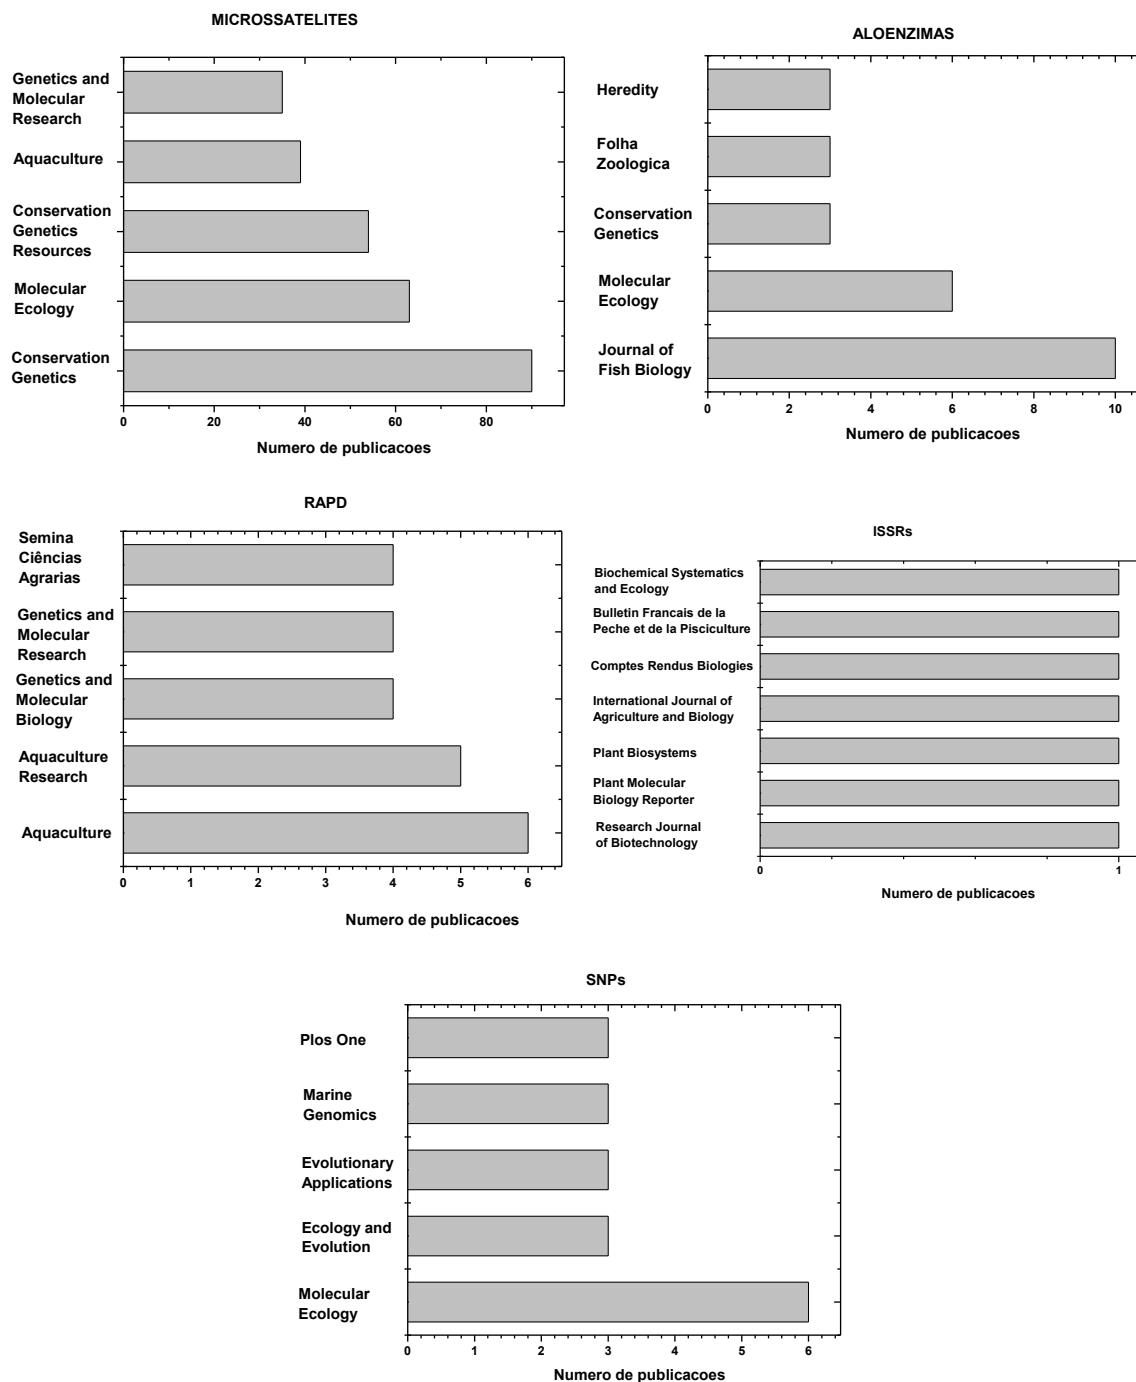 MICROSSATELITES
Genetics and
Molecular
Research
Aquaculture
Conservation
Genetics
Resources
Molecular
Ecology
Conservation
Genetics
0 20 40 60 80
Numero de publicacoes
ALOENZIMAS
Heredity
Folha
Zoologica
Conservation
Genetics
Molecular
Ecology
Journal of
Fish Biology
0 2 4 6 8 10
Numero de publicacoes
RAPD
Semina
Ciências
Agrarias
Genetics and
Molecular
Research
Genetics and
Molecular
Biology
Aquaculture
Research
Aquaculture
0 1 2 3 4 5 6
Numero de publicacoes
ISSRs
Biochemical Systematics
and Ecology
Bulletin Francais de la
Peche et de la Pisciculture
Comptes Rendus Biologies
International Journal of
Agriculture and Biology
Plant Biosystems
Plant Molecular
Biology Reporter
Research Journal
of Biotechnology
0 1
Numero de publicacoes
SNPs
Plos One
Marine
Genomics
Evolutionary
Applications
Ecology and
Evolution
Molecular
Ecology
0 1 2 3 4 5 6
Numero de publicacoes